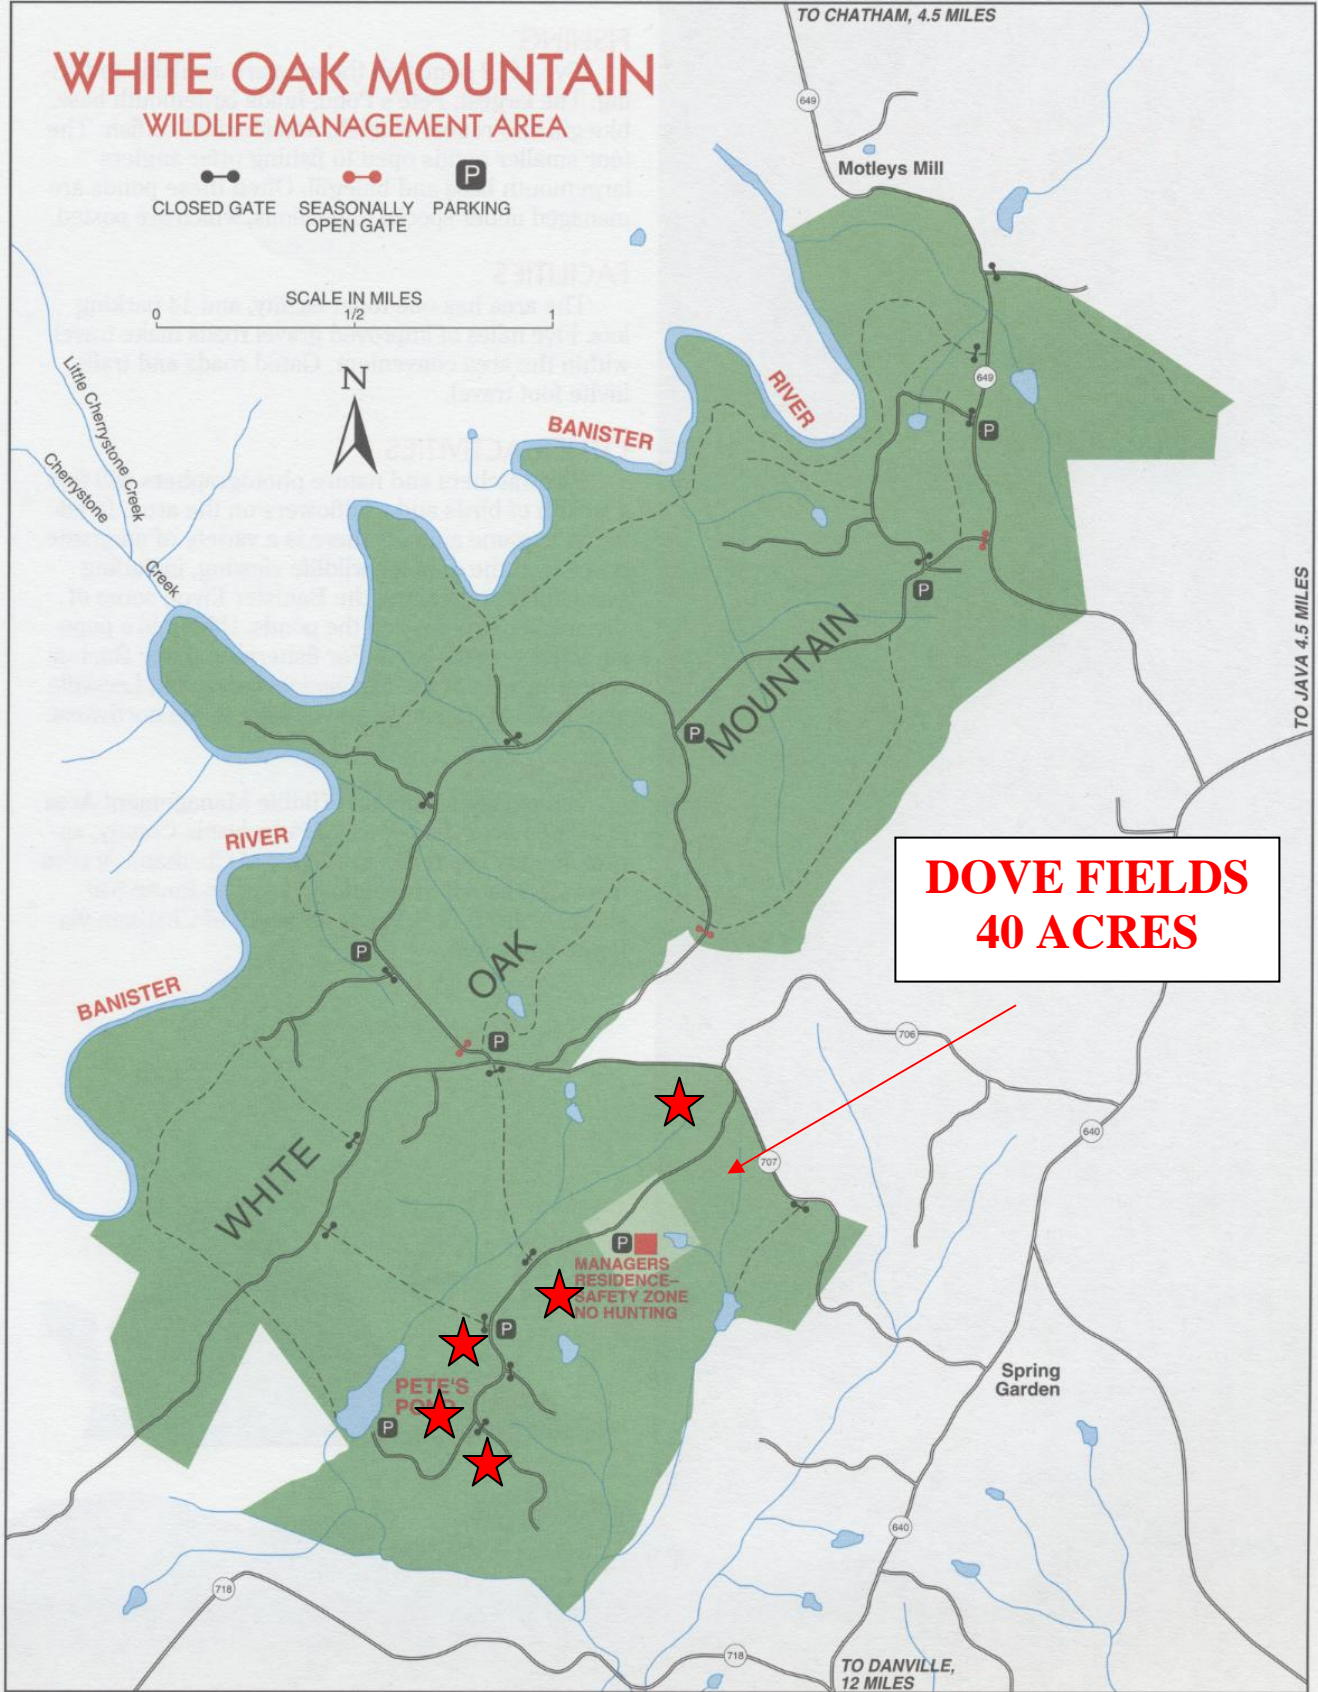 TO CHATHAM, 4.5 MILES
WHITE OAK MOUNTAIN
WILDLIFE MANAGEMENT AREA
649
P
Motleys Mill
CLOSED GATE
SEASONALLY
OPEN GATE
PARKING
SCALE IN MILES
0
1/2
1
N
Little Cherrystone Creek
Cherrystone
Creek
BANISTER
RIVER
649
P
P
TO JAVA 4.5 MILES
MOUNTAIN
P
RIVER
DOVE FIELDS
40 ACRES
P
OAK
BANISTER
P
706
640
WHITE
707
P
MANAGERS
RESIDENCE–
SAFETY ZONE
NO HUNTING
P
PETE'S
P
Spring
Garden
640
718
718
TO DANVILLE,
12 MILES